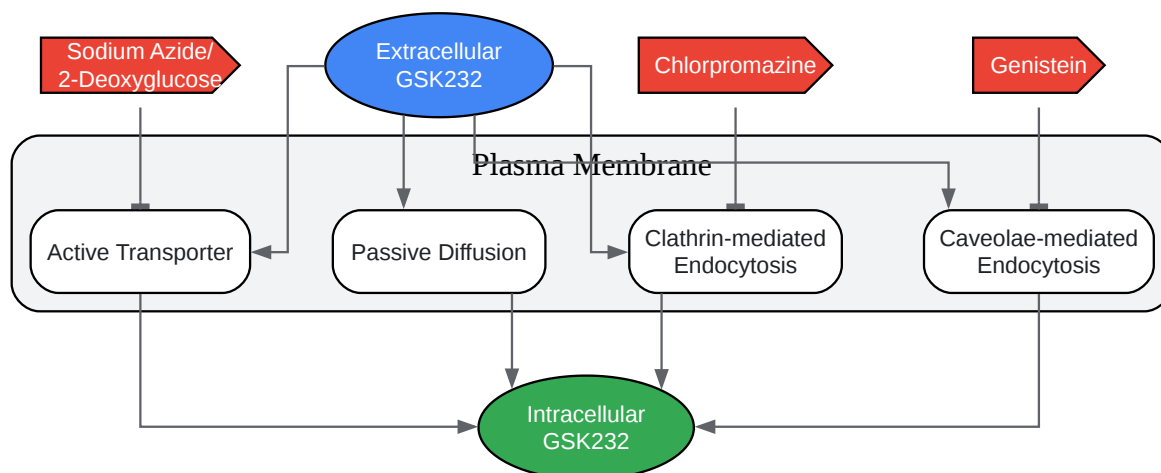 Sodium Azide/
2-Deoxyglucose
Extracellular
GSK232
Chlorpromazine
Genistein
Plasma Membrane
Active Transporter
Passive Diffusion
Clathrin-mediated
Endocytosis
Caveolae-mediated
Endocytosis
Intracellular
GSK232